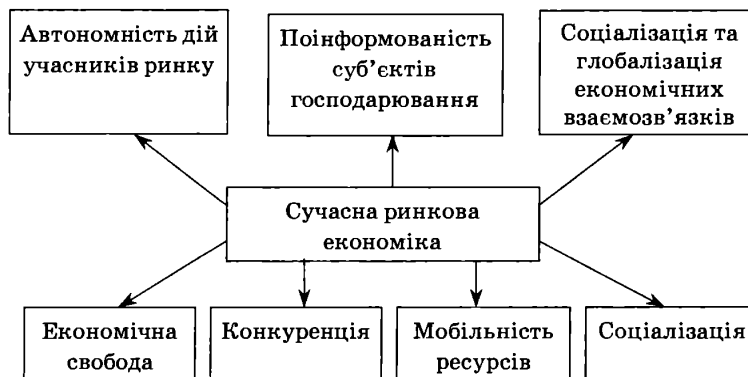 Автономність дій
учасників ринку
Поінформованість
суб’єктів
господарювання
Соціалізація та
глобалізація
економічних
взаємозв’язків
Сучасна ринкова
економіка
Економічна
свобода
Конкуренція
Мобільність
ресурсів
Соціалізація